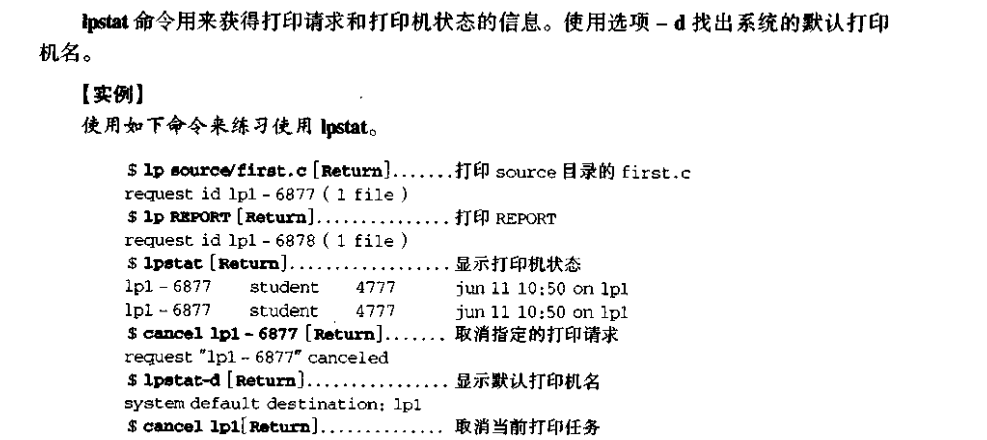 lpstat 命令用来获得打印请求和打印机状态的信息。使用选项 – d 找出系统的默认打印
机名。
【实例】
使用如下命令来练习使用 lpstat。
$ lp source/first.c [Return].......打印 source 目录的 first.c
request id lp1 – 6877 ( 1 file )
$ lp REPORT [Return]................ 打印 REPORT
request id lp1 – 6878 ( 1 file )
$ lpstat [Return].................. 显示打印机状态
lp1 – 6877 student 4777 jun 11 10:50 on lp1
lp1 – 6877 student 4777 jun 11 10:50 on lp1
$ cancel lp1 – 6877 [Return]....... 取消指定的打印请求
request "lp1 – 6877" canceled
$ lpstat-d [Return]................ 显示默认打印机名
system default destination: lp1
$ cancel lp1[Return].............. 取消当前打印任务